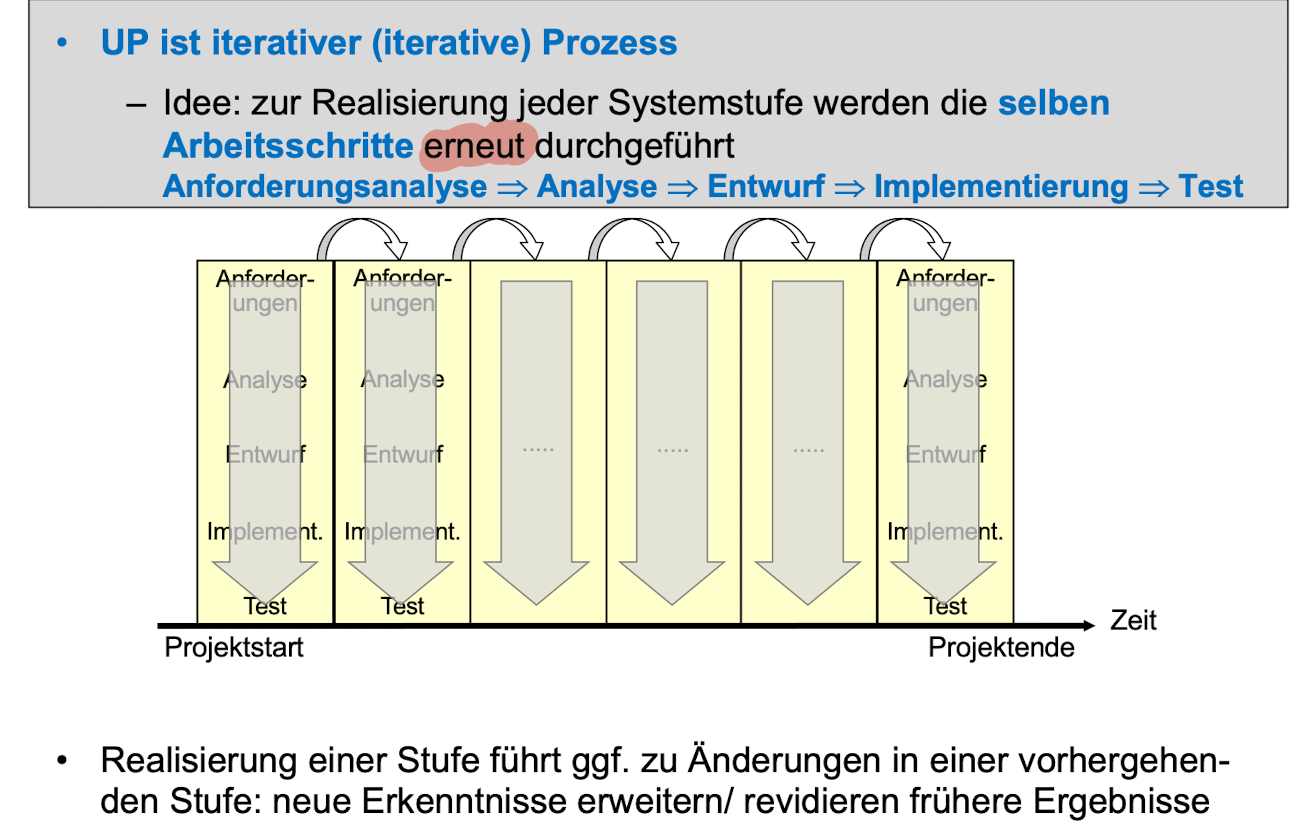 • UP ist iterativer (iterative) Prozess
– Idee: zur Realisierung jeder Systemstufe werden die selben
Arbeitsschritte erneut durchgeführt
Anforderungsanalyse ⇒ Analyse ⇒ Entwurf ⇒ Implementierung ⇒ Test
Anforder-
ungen
Analyse
Entwurf
Implement.
Test
Anforder-
ungen
Analyse
Entwurf
Implement.
Test
.....
.....
.....
Anforder-
ungen
Analyse
Entwurf
Implement.
Test
Zeit
Projektstart
Projektende
• Realisierung einer Stufe führt ggf. zu Änderungen in einer vorhergehen-
den Stufe: neue Erkenntnisse erweitern/ revidieren frühere Ergebnisse